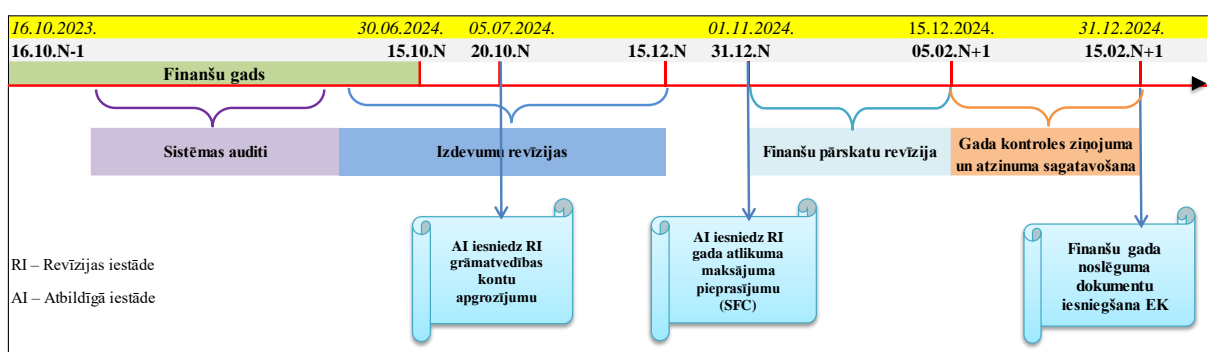 16.10.2023. 30.06.2024. 05.07.2024. 01.11.2024. 15.12.2024. 31.12.2024.
16.10.N-1 15.10.N 20.10.N 15.12.N 31.12.N 05.02.N+1 15.02.N+1
Finanšu gads
Sistēmas auditi
Izdevumu revīzijas
Finanšu pārskatu revīzija
Gada kontroles ziņojuma
un atzinuma sagatavošana
AI iesniedz RI
grāmatvedības
kontu
apgrozījumu
AI iesniedz RI
gada atlikuma
maksājuma
pieprasījumu
(SFC)
Finanšu gada
noslēguma
dokumentu
iesniegšana EK
RI – Revīzijas iestāde
AI – Atbildīgā iestāde